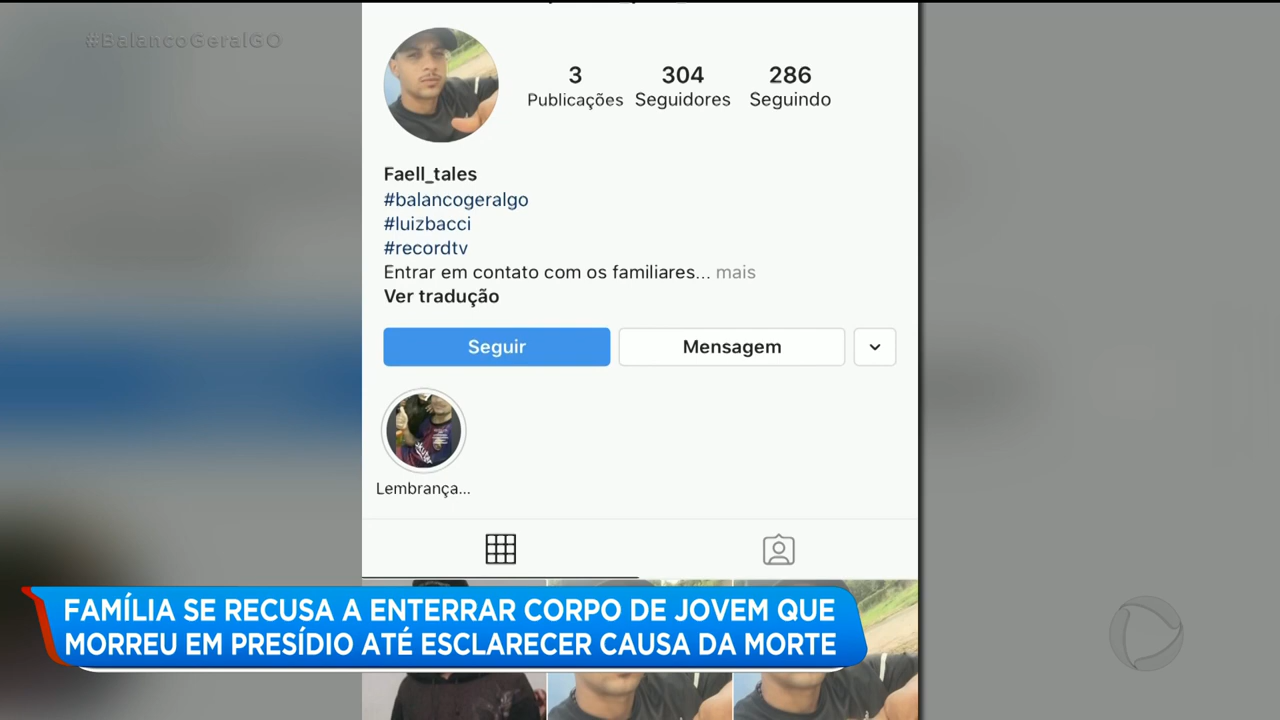 #BalancoGeralGO
3
304
286
Publicações
Seguidores
Seguindo
Faell_tales
#balancogeralgo
#luizbacci
#recordtv
Entrar em contato com os familiares... mais
Ver tradução
Seguir
Mensagem
Lembrança...
FAMÍLIA SE RECUSA A ENTERRAR CORPO DE JOVEM QUE
MORREU EM PRESÍDIO ATÉ ESCLARECER CAUSA DA MORTE